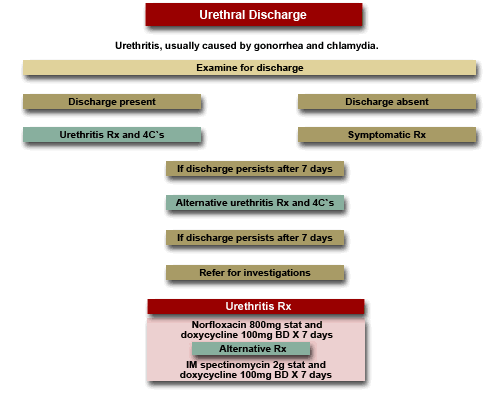 Urethral Discharge
Urethritis, usually caused by gonorrhea and chlamydia.
Examine for discharge
Discharge present
Discharge absent
Urethritis Rx and 4C`s
Symptomatic Rx
If discharge persists after 7 days
Alternative urethritis Rx and 4C`s
If discharge persists after 7 days
Refer for investigations
Urethritis Rx
Norfloxacin 800mg stat and
doxycycline 100mg BD X 7 days
Alternative Rx
IM spectinomycin 2g stat and
doxycycline 100mg BD X 7 days